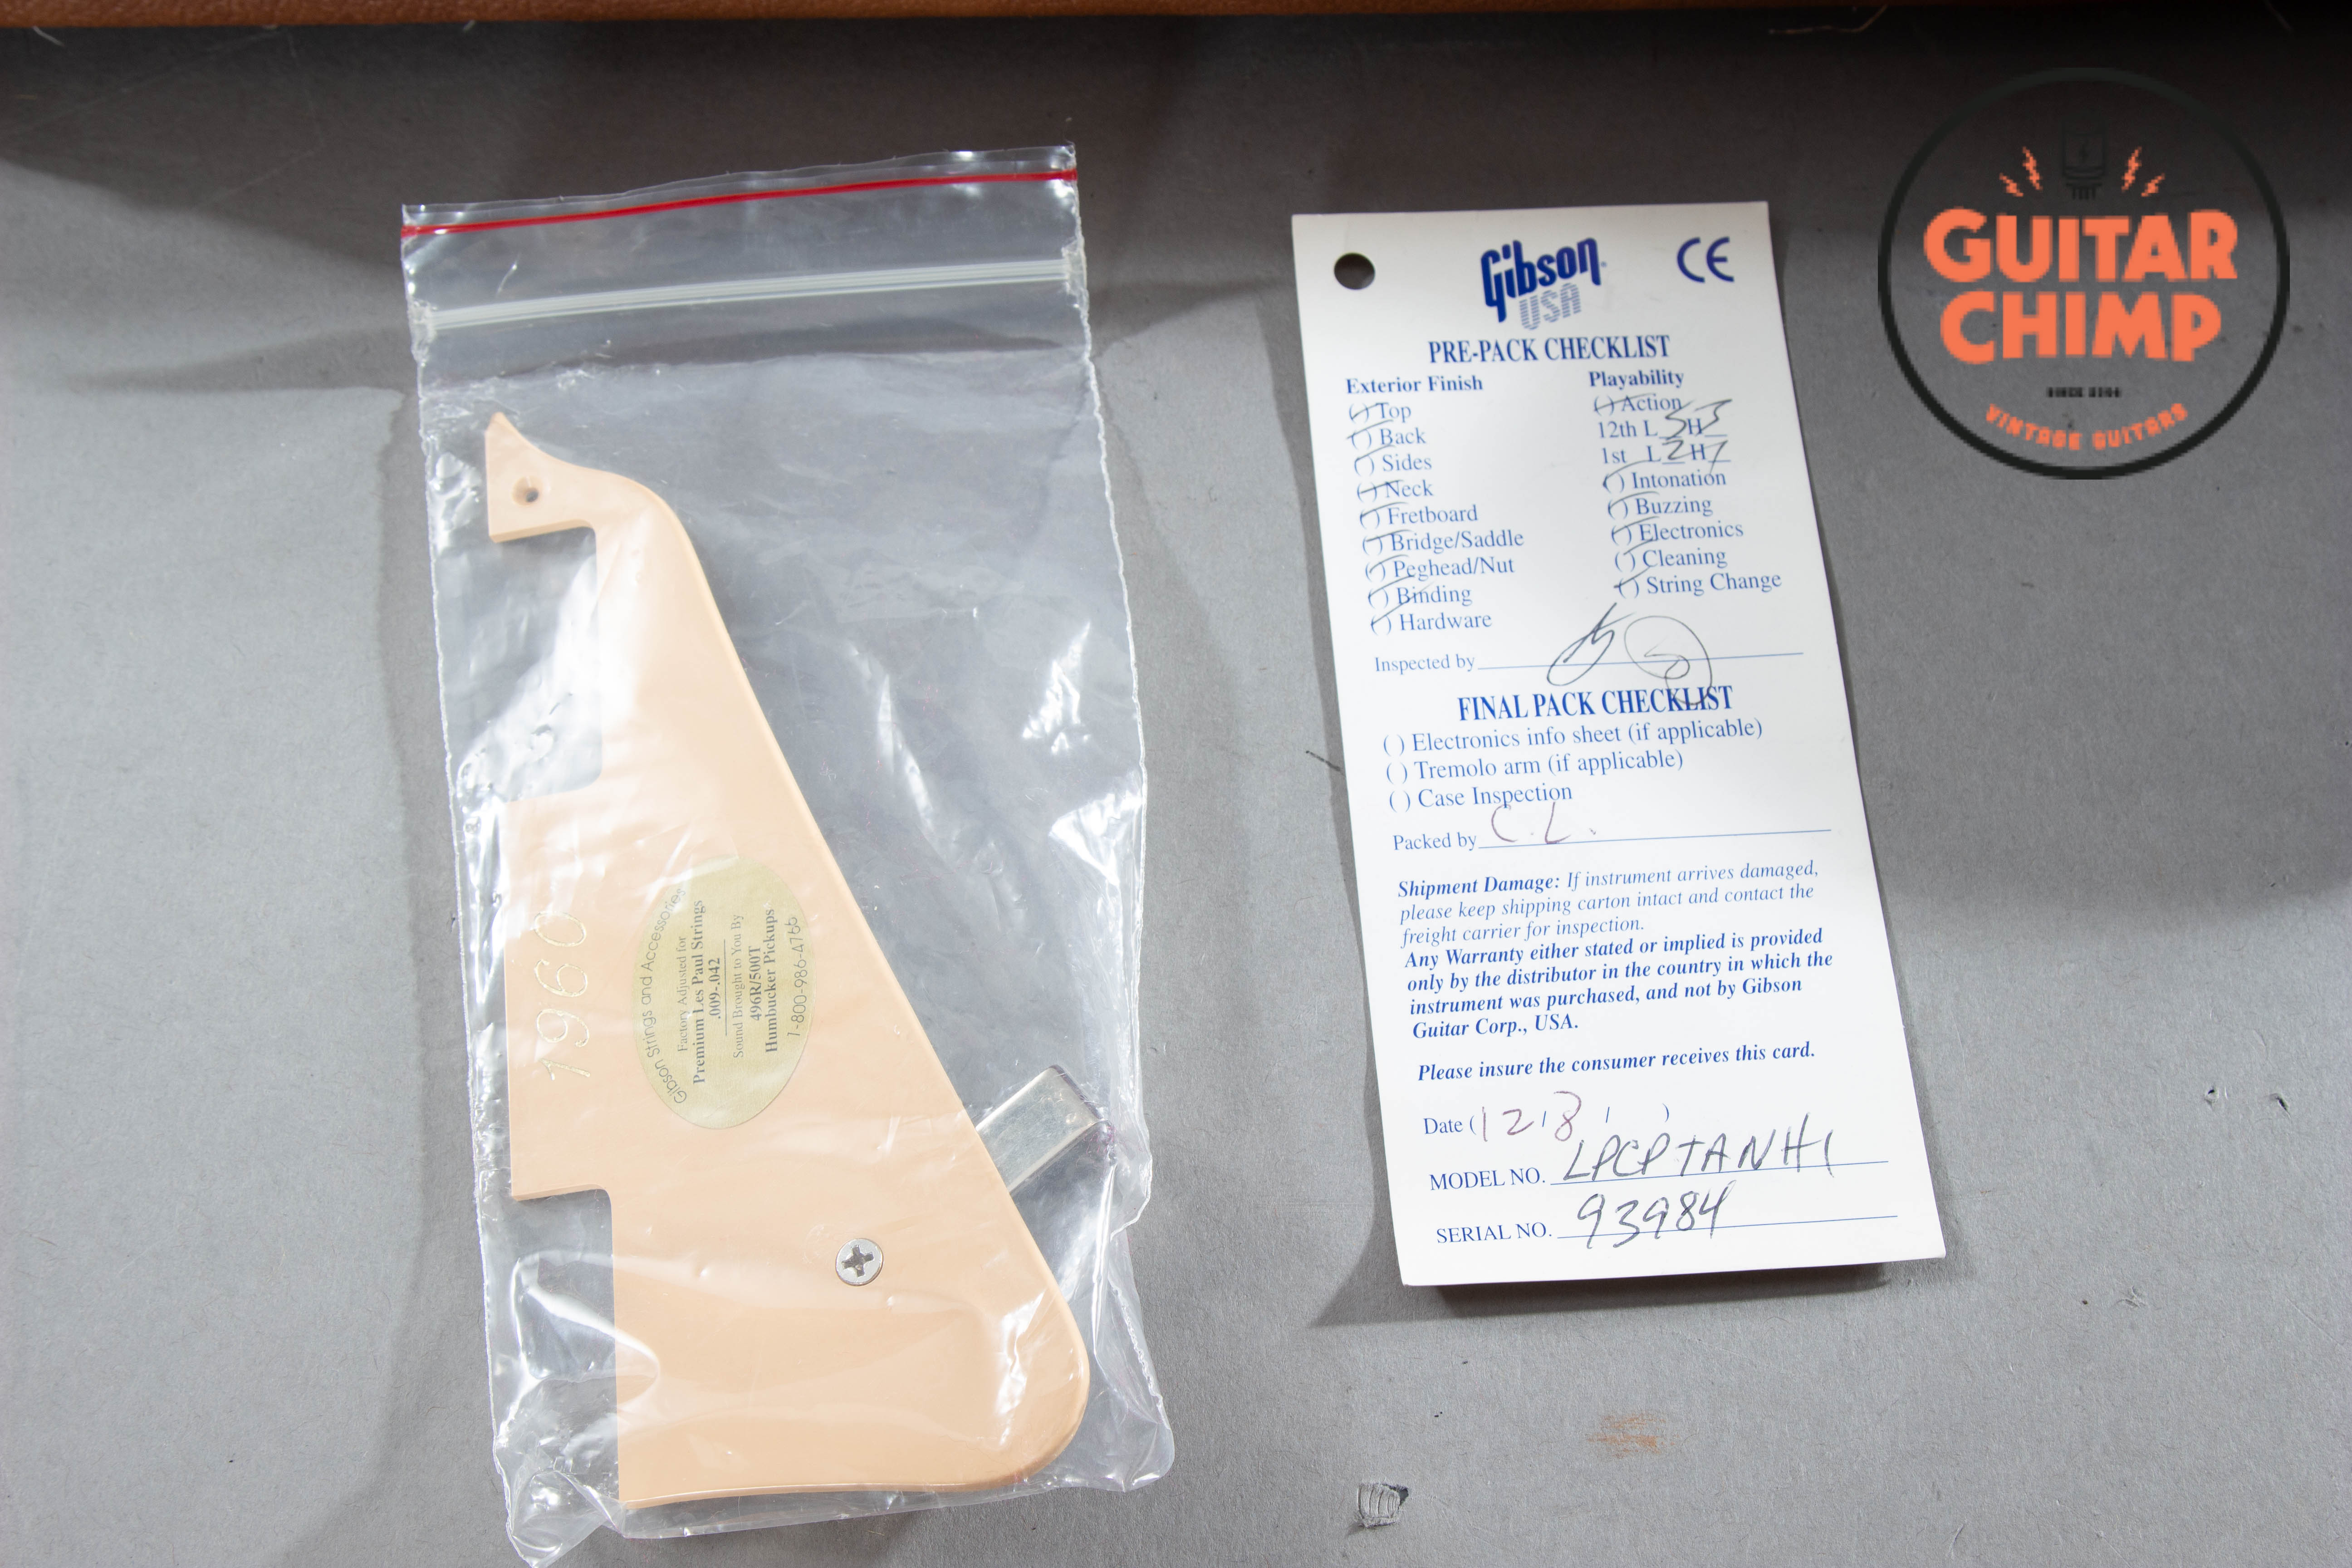 1960
Gibson Strings and Accessories
Factory Adjusted for
Premium Les Paul Strings
.009-.042
Sound Brought to You By
496R/500T
Humbucker Pickups
1-800-986-4766
Gibson
USA
CE
PRE-PACK CHECKLIST
Exterior Finish
( ) Top
( ) Back
( ) Sides
( ) Neck
( ) Fretboard
( ) Bridge/Saddle
( ) Peghead/Nut
( ) Binding
( ) Hardware
Playability
( ) Action
12th L 5 H 3
1st L 2 H 1
( ) Intonation
( ) Buzzing
( ) Electronics
( ) Cleaning
( ) String Change
Inspected by
FINAL PACK CHECKLIST
( ) Electronics info sheet (if applicable)
( ) Tremolo arm (if applicable)
( ) Case Inspection
Packed by C.L.
Shipment Damage: If instrument arrives damaged,
please keep shipping carton intact and contact the
freight carrier for inspection.
Any Warranty either stated or implied is provided
only by the distributor in the country in which the
instrument was purchased, and not by Gibson
Guitar Corp., USA.
Please insure the consumer receives this card.
Date (12/8 / )
MODEL NO. LPCPTANH1
SERIAL NO. 93984
GUITAR
CHIMP
VINTAGE GUITARS